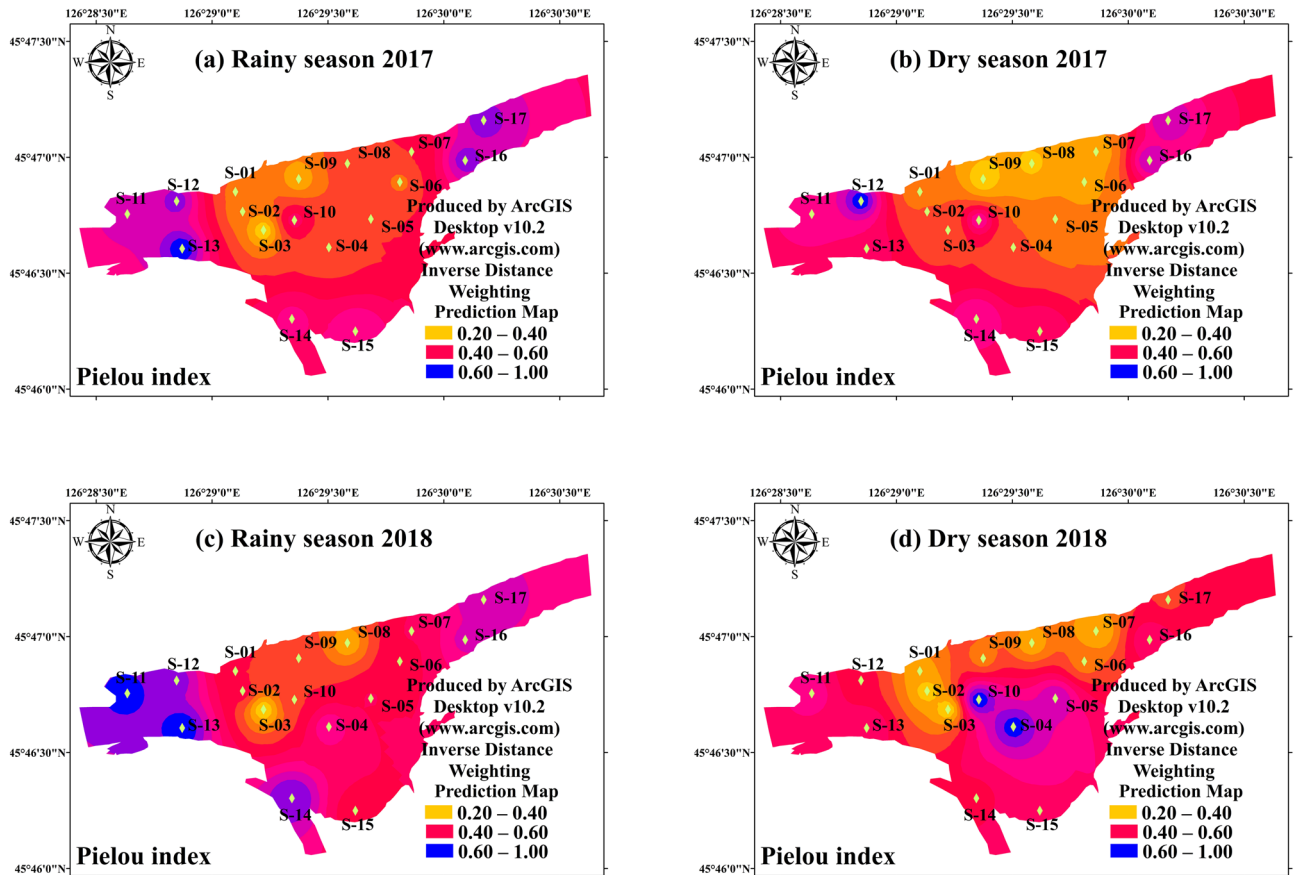 126°28'30"E 126°29'0"E 126°29'30"E 126°30'0"E 126°30'30"E
45°47'30"N
45°47'0"N
45°46'30"N
45°46'0"N
N
W E
S
(a) Rainy season 2017
S-17
S-16
S-07
S-08
S-09
S-01
S-12
S-11
S-06
S-02
S-10
S-05
S-03
S-04
S-13
S-14
S-15
Produced by ArcGIS
Desktop v10.2
(www.arcgis.com)
Inverse Distance
Weighting
Prediction Map
0.20 – 0.40
0.40 – 0.60
0.60 – 1.00
Pielou index
126°28'30"E 126°29'0"E 126°29'30"E 126°30'0"E 126°30'30"E
45°47'30"N
45°47'0"N
45°46'30"N
45°46'0"N
N
W E
S
(b) Dry season 2017
S-17
S-16
S-07
S-08
S-09
S-01
S-12
S-11
S-06
S-02
S-10
S-05
S-03
S-04
S-13
S-14
S-15
Produced by ArcGIS
Desktop v10.2
(www.arcgis.com)
Inverse Distance
Weighting
Prediction Map
0.20 – 0.40
0.40 – 0.60
0.60 – 1.00
Pielou index
126°28'30"E 126°29'0"E 126°29'30"E 126°30'0"E 126°30'30"E
45°47'30"N
45°47'0"N
45°46'30"N
45°46'0"N
N
W E
S
(c) Rainy season 2018
S-17
S-16
S-07
S-08
S-09
S-01
S-12
S-11
S-06
S-02
S-10
S-05
S-03
S-04
S-13
S-14
S-15
Produced by ArcGIS
Desktop v10.2
(www.arcgis.com)
Inverse Distance
Weighting
Prediction Map
0.20 – 0.40
0.40 – 0.60
0.60 – 1.00
Pielou index
126°28'30"E 126°29'0"E 126°29'30"E 126°30'0"E 126°30'30"E
45°47'30"N
45°47'0"N
45°46'30"N
45°46'0"N
N
W E
S
(d) Dry season 2018
S-17
S-16
S-07
S-08
S-09
S-01
S-12
S-11
S-06
S-02
S-10
S-05
S-03
S-04
S-13
S-14
S-15
Produced by ArcGIS
Desktop v10.2
(www.arcgis.com)
Inverse Distance
Weighting
Prediction Map
0.20 – 0.40
0.40 – 0.60
0.60 – 1.00
Pielou index